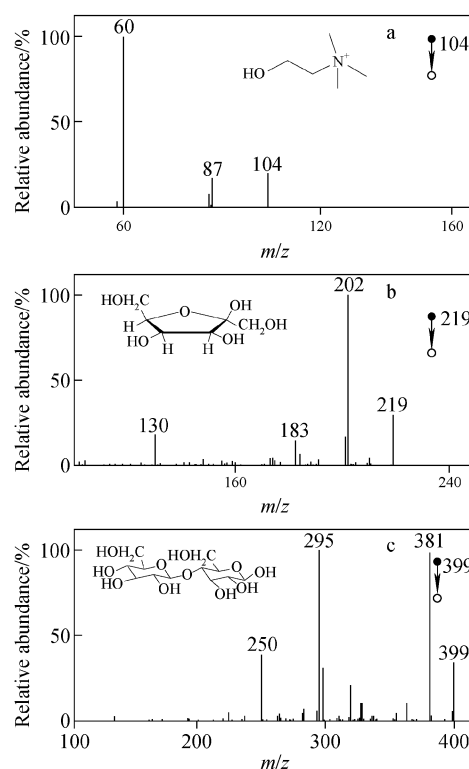 a
60
100
HO
N+
104
87
104
50
0
60
120
160
m/z
Relative abundance/%
b
202
100
HOH2C
O
OH
CH2OH
H
HO
H
H
HO
H
219
50
130
183
219
0
160
240
m/z
Relative abundance/%
c
295
381
100
HOH2C
HO
HO
O
OH
O
HOH2C
O
OH
OH
OH
399
250
50
399
0
100
200
300
400
m/z
Relative abundance/%